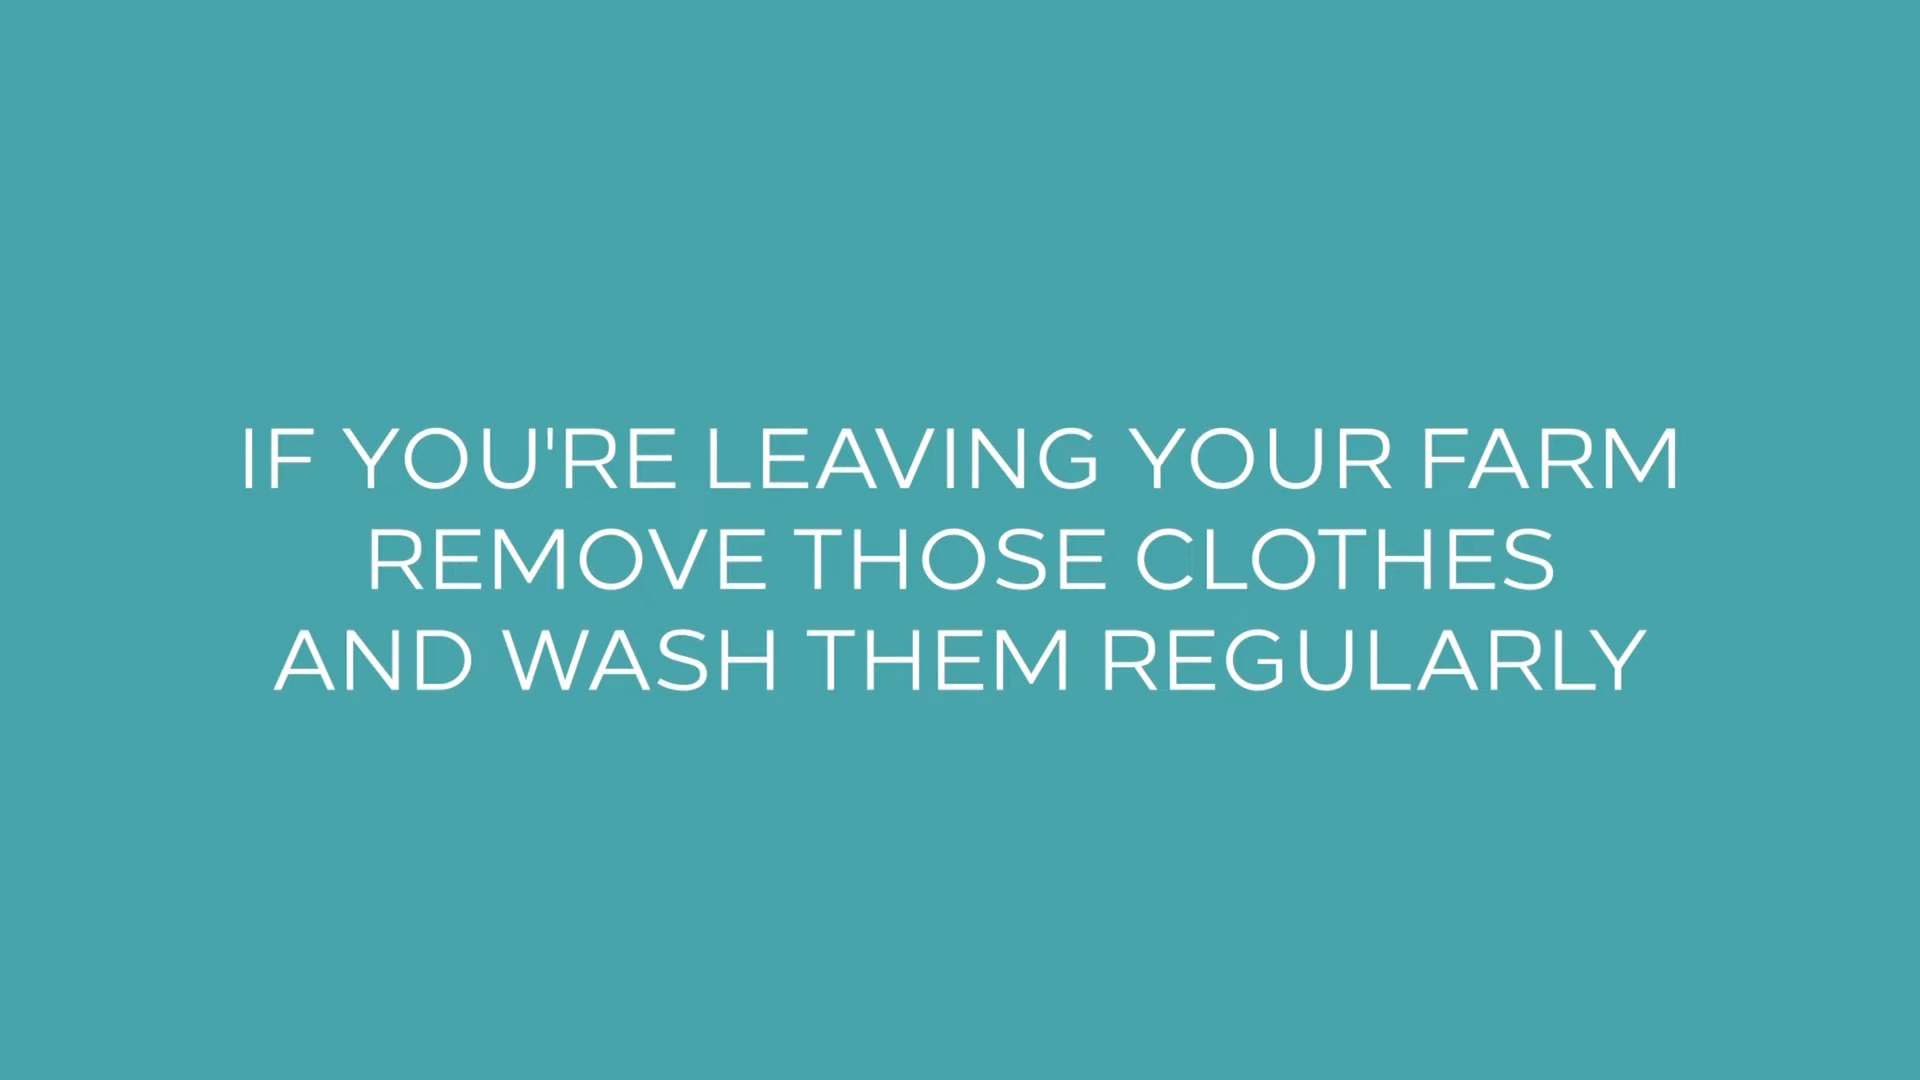 IF YOU'RE LEAVING YOUR FARM
REMOVE THOSE CLOTHES
AND WASH THEM REGULARLY